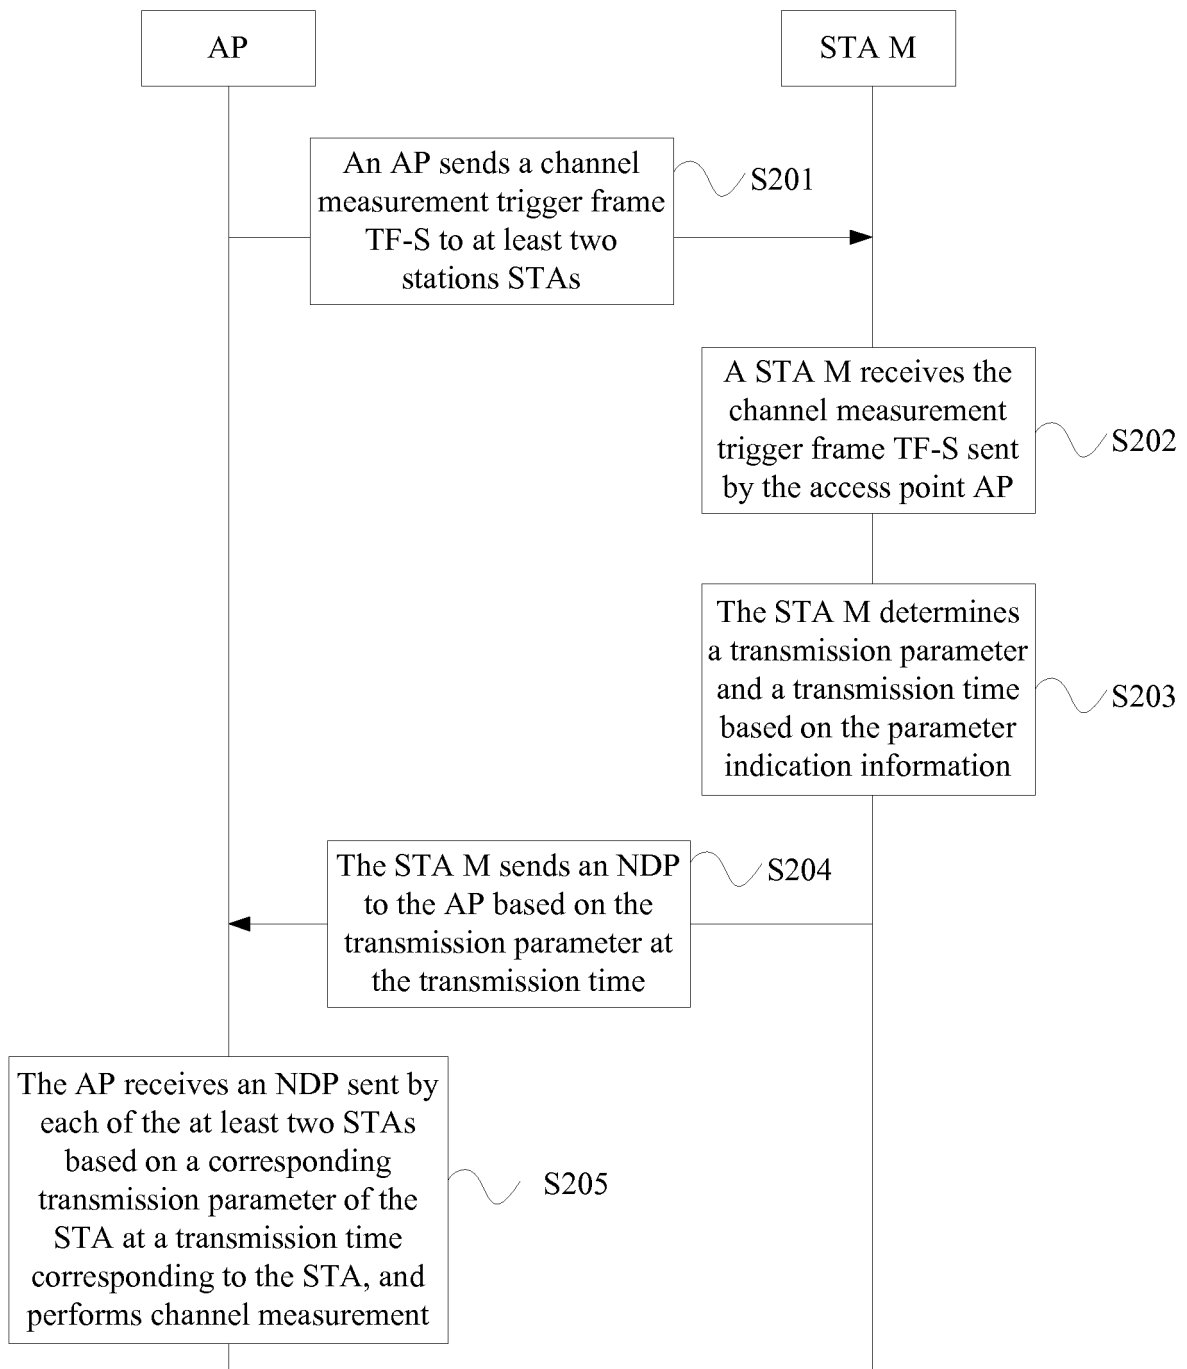 AP
STA M
An AP sends a channel
measurement trigger frame
TF-S to at least two
stations STAs
S201
A STA M receives the
channel measurement
trigger frame TF-S sent
by the access point AP
S202
The STA M determines
a transmission parameter
and a transmission time
based on the parameter
indication information
S203
The STA M sends an NDP
to the AP based on the
transmission parameter at
the transmission time
S204
The AP receives an NDP sent by
each of the at least two STAs
based on a corresponding
transmission parameter of the
STA at a transmission time
corresponding to the STA, and
performs channel measurement
S205